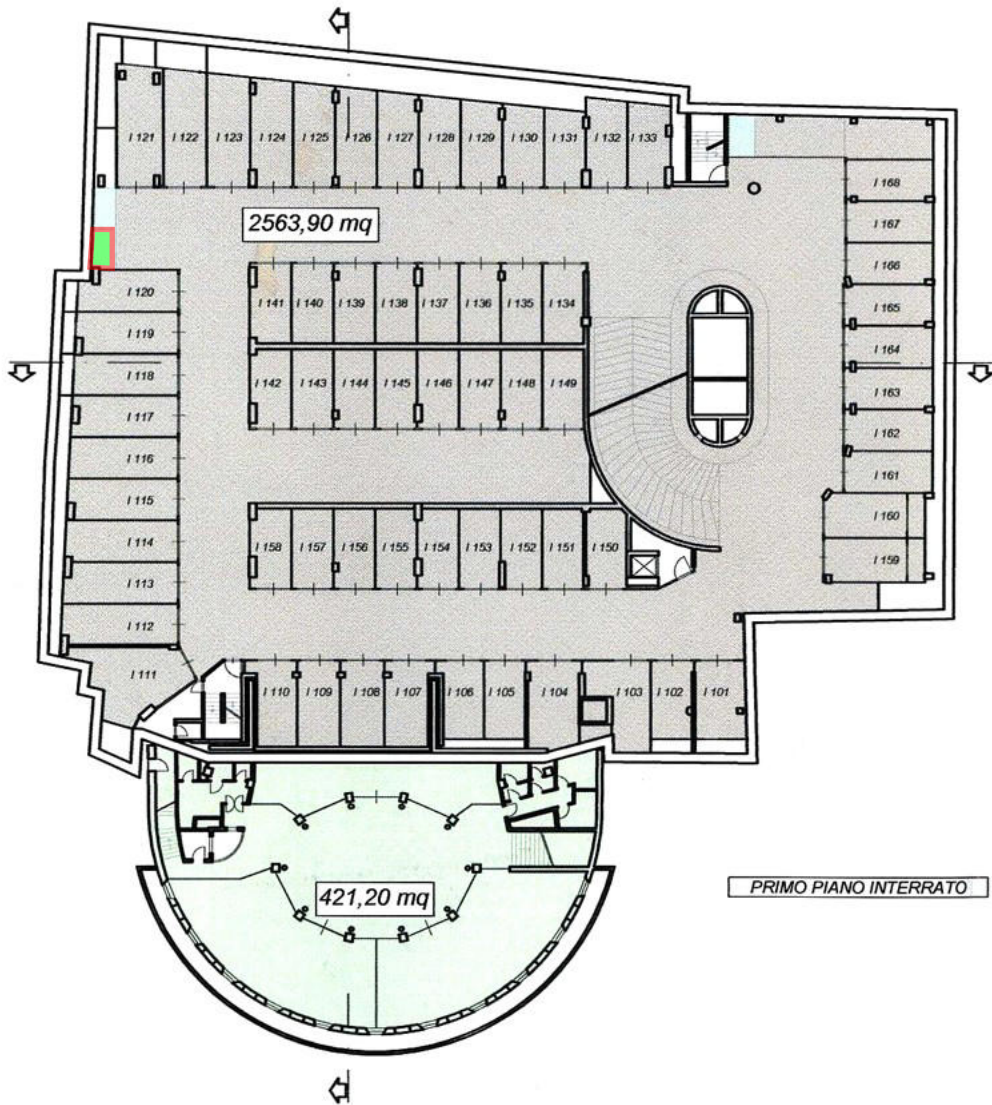 I 121 I 122 I 123 I 124 I 125 I 126 I 127 I 128 I 129 I 130 I 131 I 132 I 133
I 168
I 167
2563,90 mq
I 166
I 120
I 141 I 140 I 139 I 138 I 137 I 136 I 135 I 134
I 165
I 119
I 164
I 118
I 142 I 143 I 144 I 145 I 146 I 147 I 148 I 149
I 163
I 117
I 162
I 116
I 161
I 115
I 160
I 114
I 158 I 157 I 156 I 155 I 154 I 153 I 152 I 151 I 150
I 159
I 113
I 112
I 111
I 110 I 109 I 108 I 107 I 106 I 105 I 104 I 103 I 102 I 101
421,20 mq
PRIMO PIANO INTERRATO